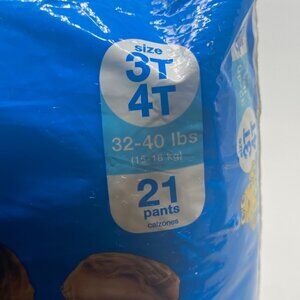 size
3T
4T
32-40 lbs
(15-18 kg)
21
pants
calzones